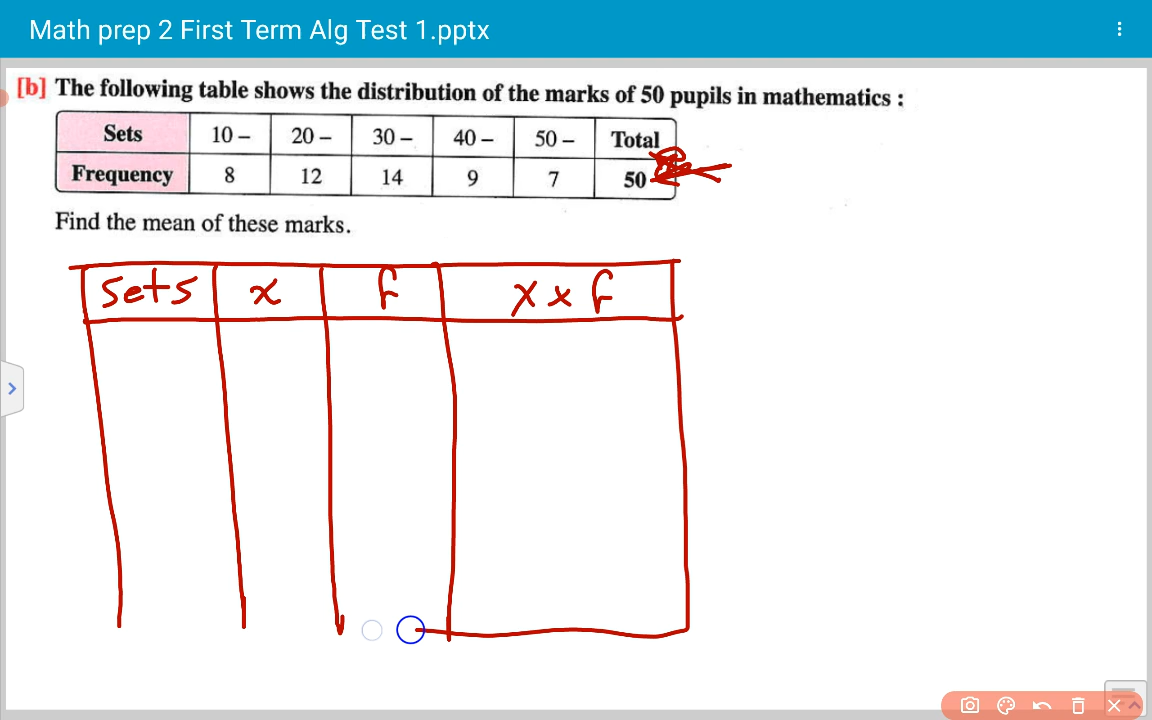 Math prep 2 First Term Alg Test 1.pptx
[b] The following table shows the distribution of the marks of 50 pupils in mathematics :
Sets 10 – 20 – 30 – 40 – 50 – Total
Frequency 8 12 14 9 7 50
Find the mean of these marks.
Sets x f x × f